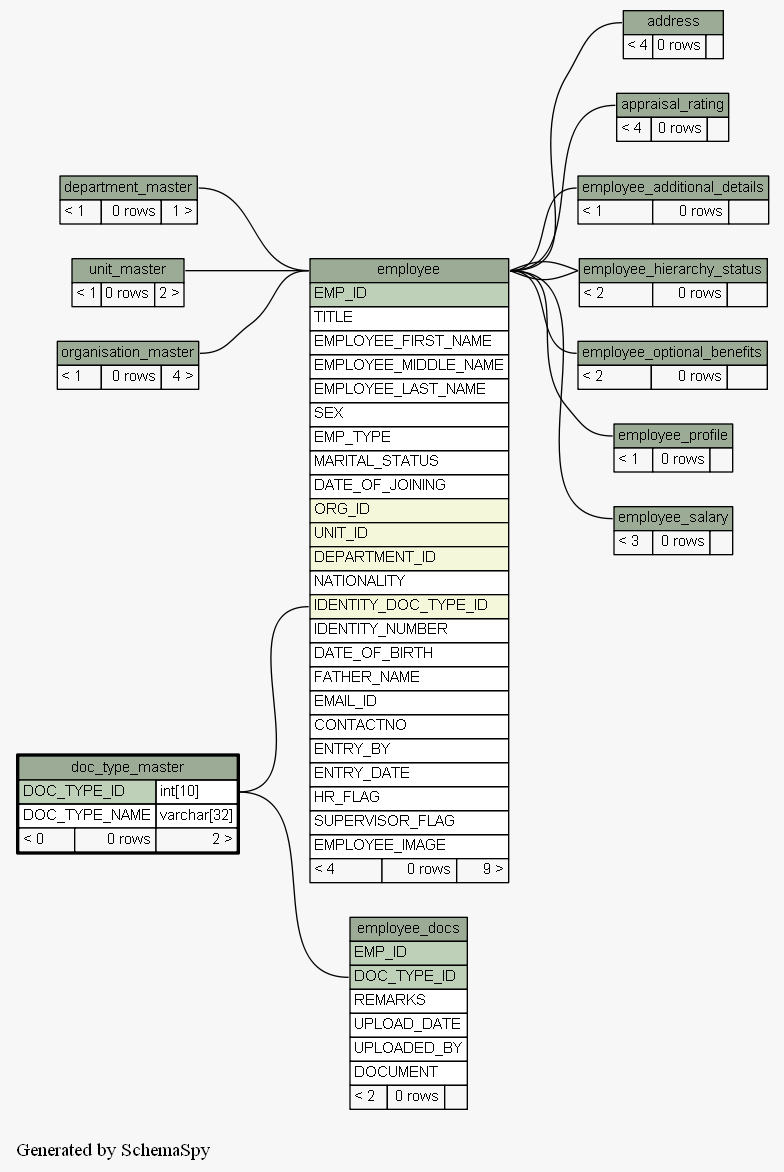 address
< 4 0 rows
appraisal_rating
< 4 0 rows
department_master
< 1 0 rows 1 >
employee_additional_details
< 1 0 rows
unit_master
< 1 0 rows 2 >
employee_hierarchy_status
< 2 0 rows
organisation_master
< 1 0 rows 4 >
employee_optional_benefits
< 2 0 rows
employee_profile
< 1 0 rows
employee_salary
< 3 0 rows
employee
EMP_ID
TITLE
EMPLOYEE_FIRST_NAME
EMPLOYEE_MIDDLE_NAME
EMPLOYEE_LAST_NAME
SEX
EMP_TYPE
MARITAL_STATUS
DATE_OF_JOINING
ORG_ID
UNIT_ID
DEPARTMENT_ID
NATIONALITY
IDENTITY_DOC_TYPE_ID
IDENTITY_NUMBER
DATE_OF_BIRTH
FATHER_NAME
EMAIL_ID
CONTACTNO
ENTRY_BY
ENTRY_DATE
HR_FLAG
SUPERVISOR_FLAG
EMPLOYEE_IMAGE
< 4 0 rows 9 >
doc_type_master
DOC_TYPE_ID int[10]
DOC_TYPE_NAME varchar[32]
< 0 0 rows 2 >
employee_docs
EMP_ID
DOC_TYPE_ID
REMARKS
UPLOAD_DATE
UPLOADED_BY
DOCUMENT
< 2 0 rows
Generated by SchemaSpy